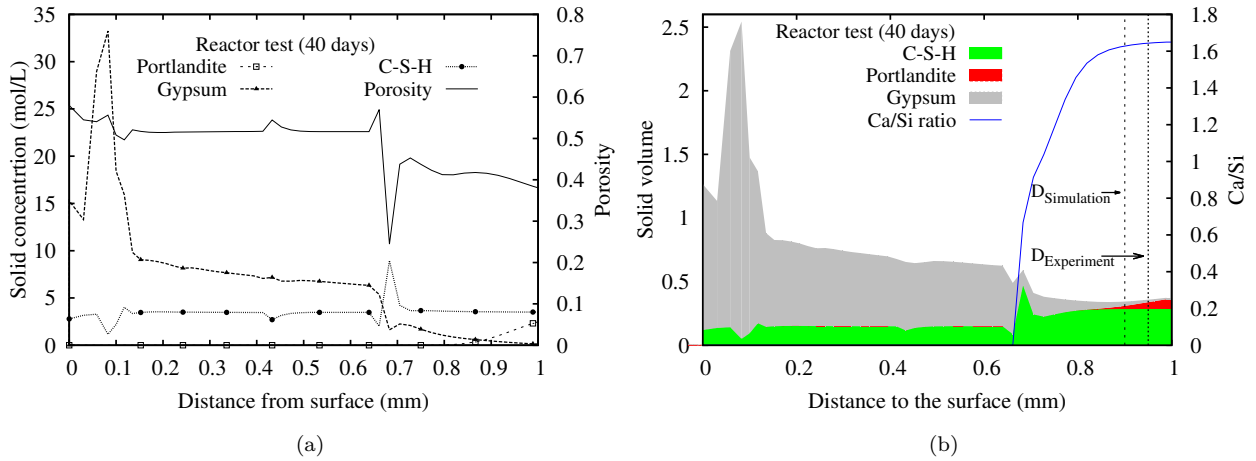 Reactor test (40 days)
Portlandite
Gypsum
C-S-H
Porosity
Solid concentrtion (mol/L)
35
30
25
20
15
10
5
0
0.8
0.7
0.6
0.5
0.4
0.3
0.2
0.1
0
Porosity
0 0.1 0.2 0.3 0.4 0.5 0.6 0.7 0.8 0.9 1
Distance from surface (mm)
(a)
Reactor test (40 days)
C-S-H
Portlandite
Gypsum
Ca/Si ratio
Solid volume
2.5
2
1.5
1
0.5
0
1.8
1.6
1.4
1.2
1
0.8
0.6
0.4
0.2
0
Ca/Si
DSimulation
DExperiment
0 0.2 0.4 0.6 0.8 1
Distance to the surface (mm)
(b)